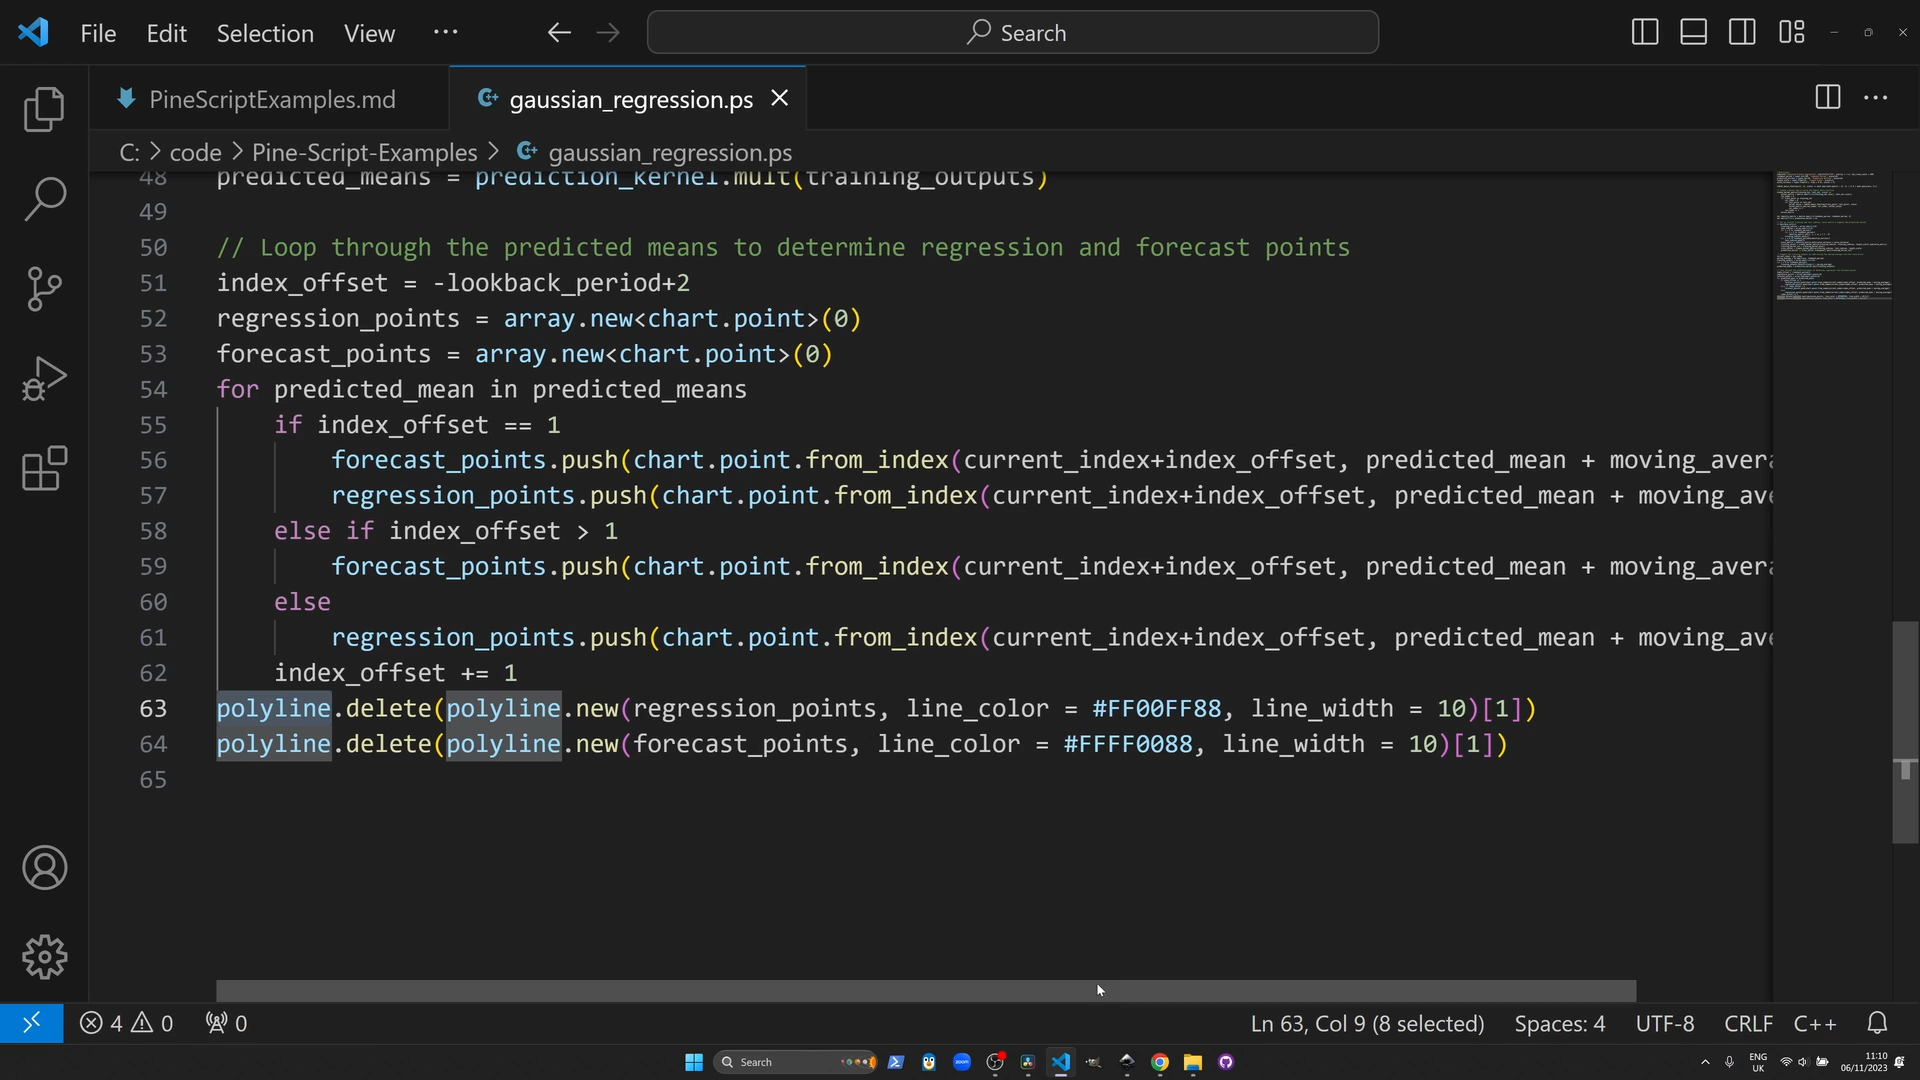 File Edit Selection View ··· Search
PineScriptExamples.md gaussian_regression.ps
C: > code > Pine-Script-Examples > gaussian_regression.ps
48 predicted_means = prediction_kernel.mult(training_outputs)
49
50 // Loop through the predicted means to determine regression and forecast points
51 index_offset = -lookback_period+2
52 regression_points = array.new<chart.point>(0)
53 forecast_points = array.new<chart.point>(0)
54 for predicted_mean in predicted_means
55 if index_offset == 1
56 forecast_points.push(chart.point.from_index(current_index+index_offset, predicted_mean + moving_avera
57 regression_points.push(chart.point.from_index(current_index+index_offset, predicted_mean + moving_ave
58 else if index_offset > 1
59 forecast_points.push(chart.point.from_index(current_index+index_offset, predicted_mean + moving_avera
60 else
61 regression_points.push(chart.point.from_index(current_index+index_offset, predicted_mean + moving_ave
62 index_offset += 1
63 polyline.delete(polyline.new(regression_points, line_color = #FF00FF88, line_width = 10)[1])
64 polyline.delete(polyline.new(forecast_points, line_color = #FFFF0088, line_width = 10)[1])
65
4 0 0 Ln 63, Col 9 (8 selected) Spaces: 4 UTF-8 CRLF C++
Search zoom ENG UK 11:10 06/11/2023